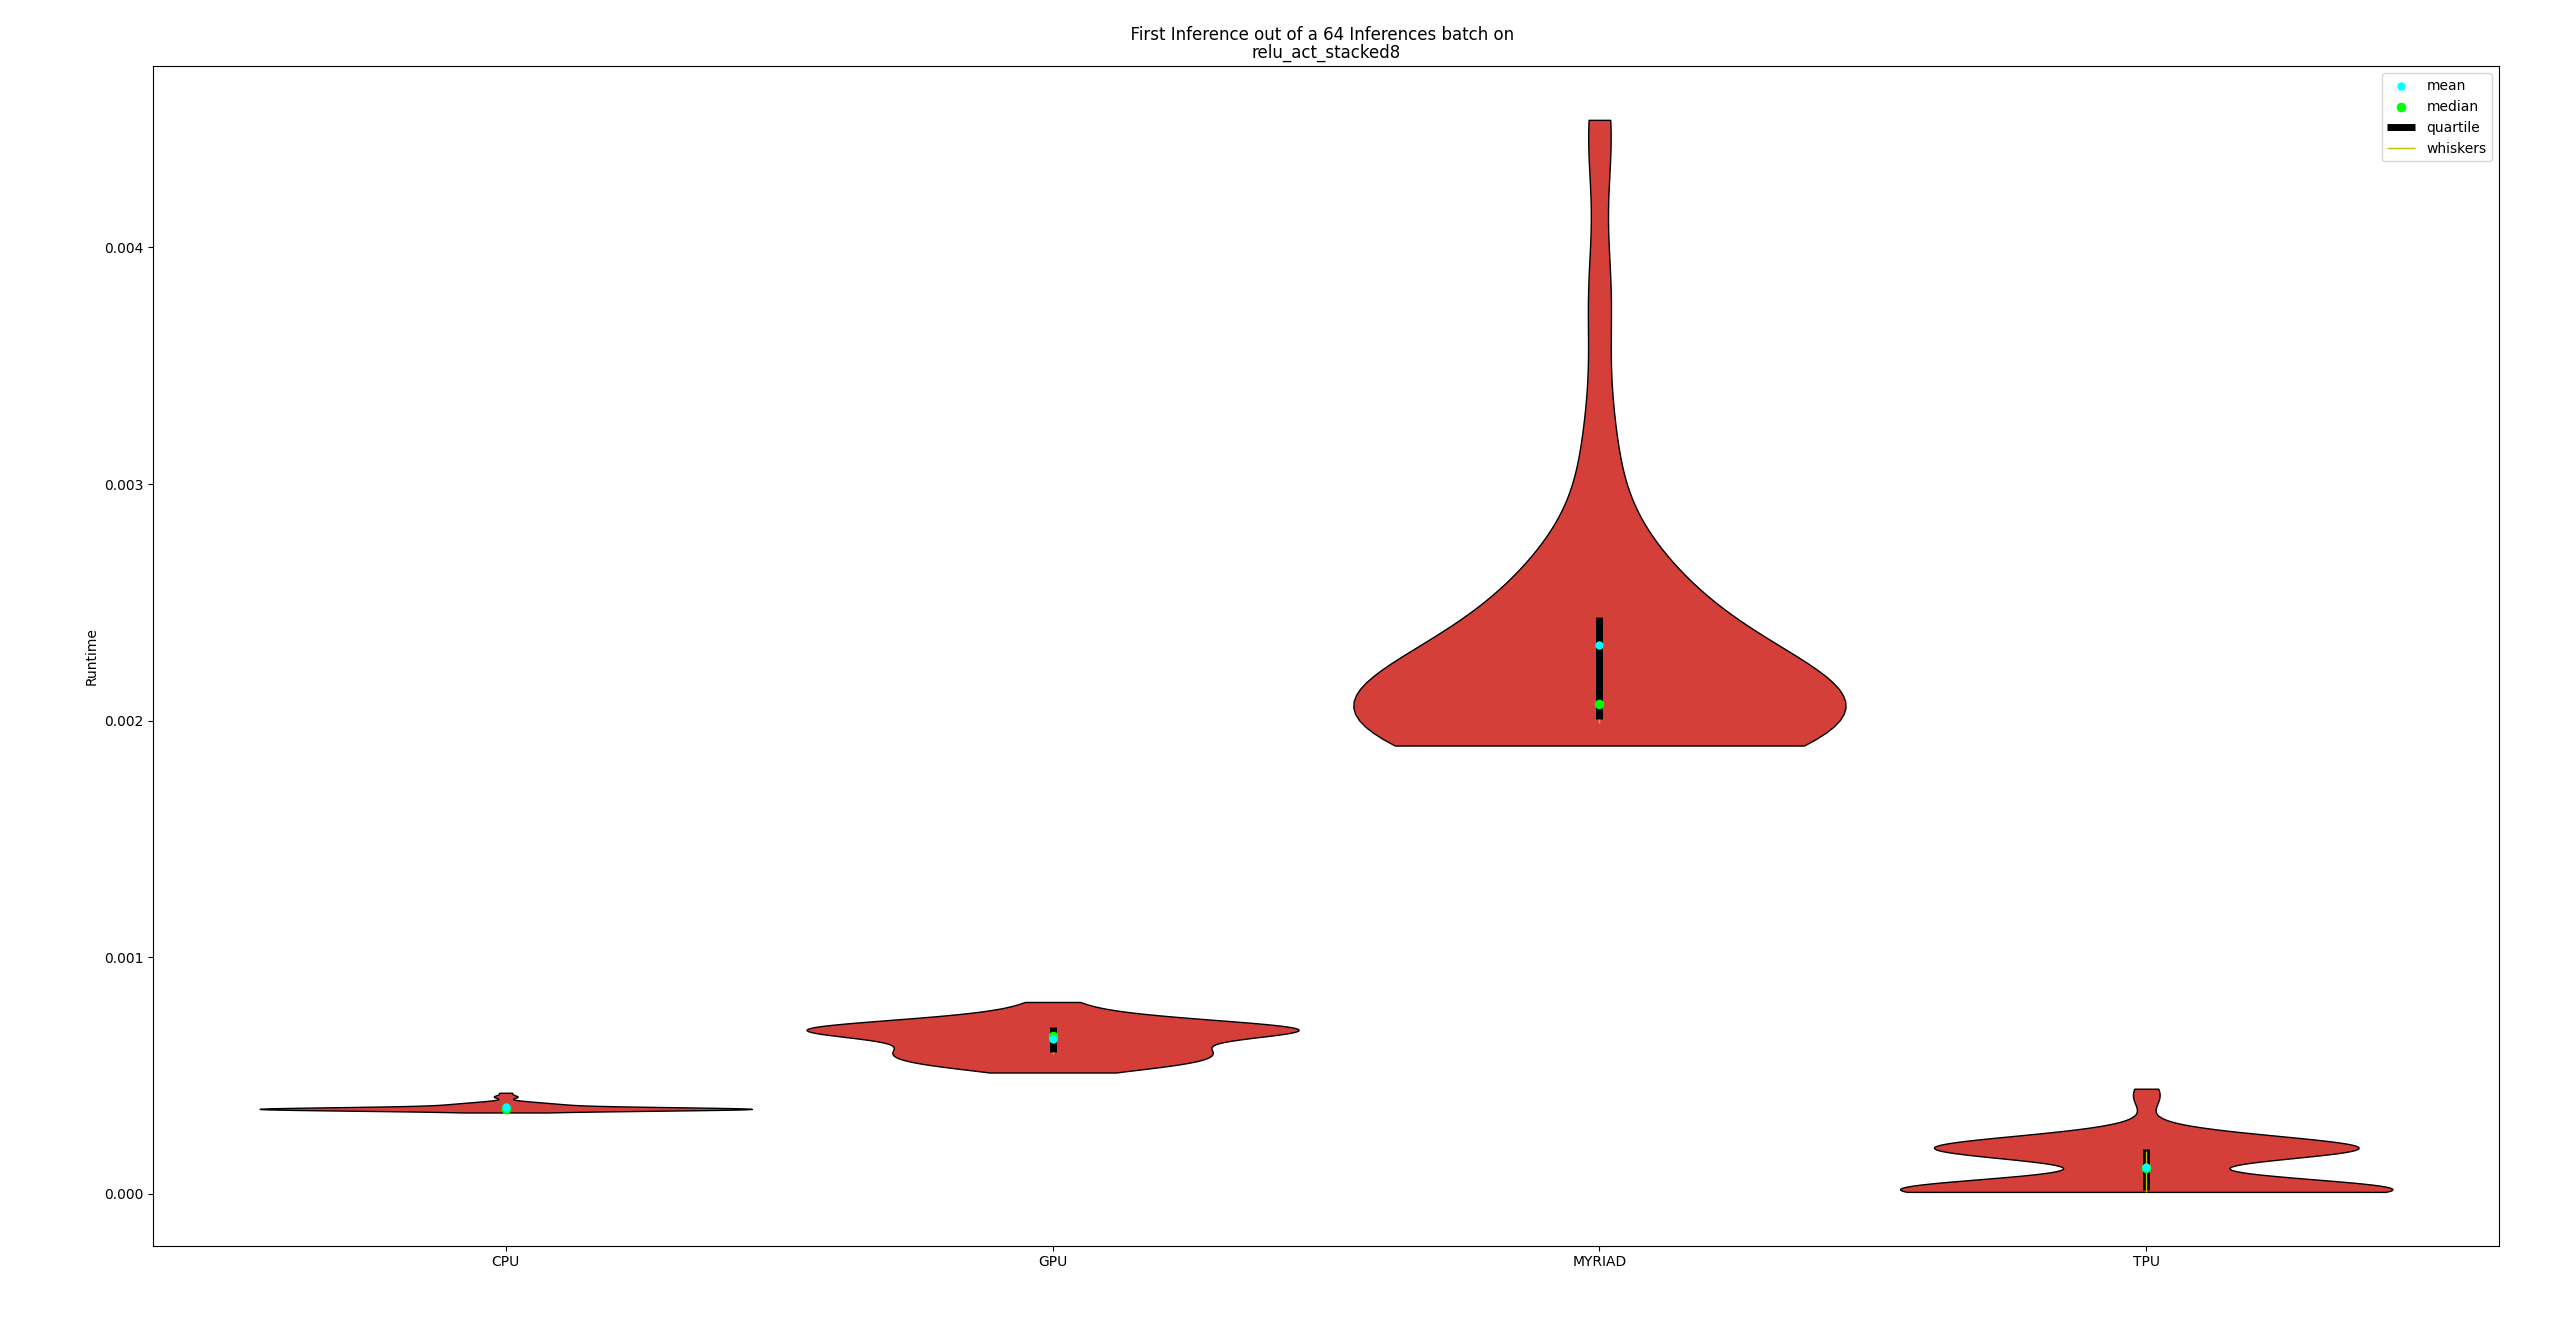 First Inference out of a 64 Inferences batch on
relu_act_stacked8
mean
median
quartile
whiskers
0.004
0.003
0.002
0.001
0.000
Runtime
CPU
GPU
MYRIAD
TPU